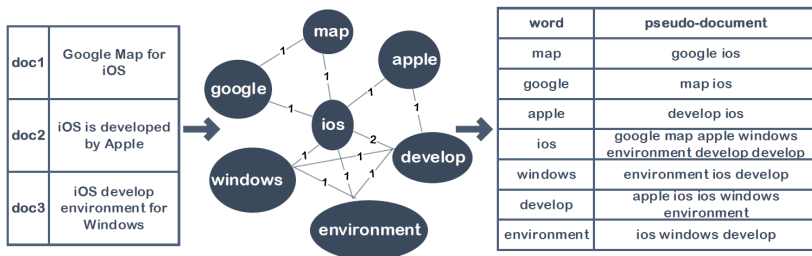 doc1
Google Map for
iOS
doc2
iOS is developed
by Apple
doc3
iOS develop
environment for
Windows
map
apple
google
ios
windows
develop
environment
1
1
1
1
1
2
1
1
1
1
1
word pseudo-document
map google ios
google map ios
apple develop ios
ios google map apple windows
environment develop develop
windows environment ios develop
develop apple ios ios windows
environment
environment ios windows develop